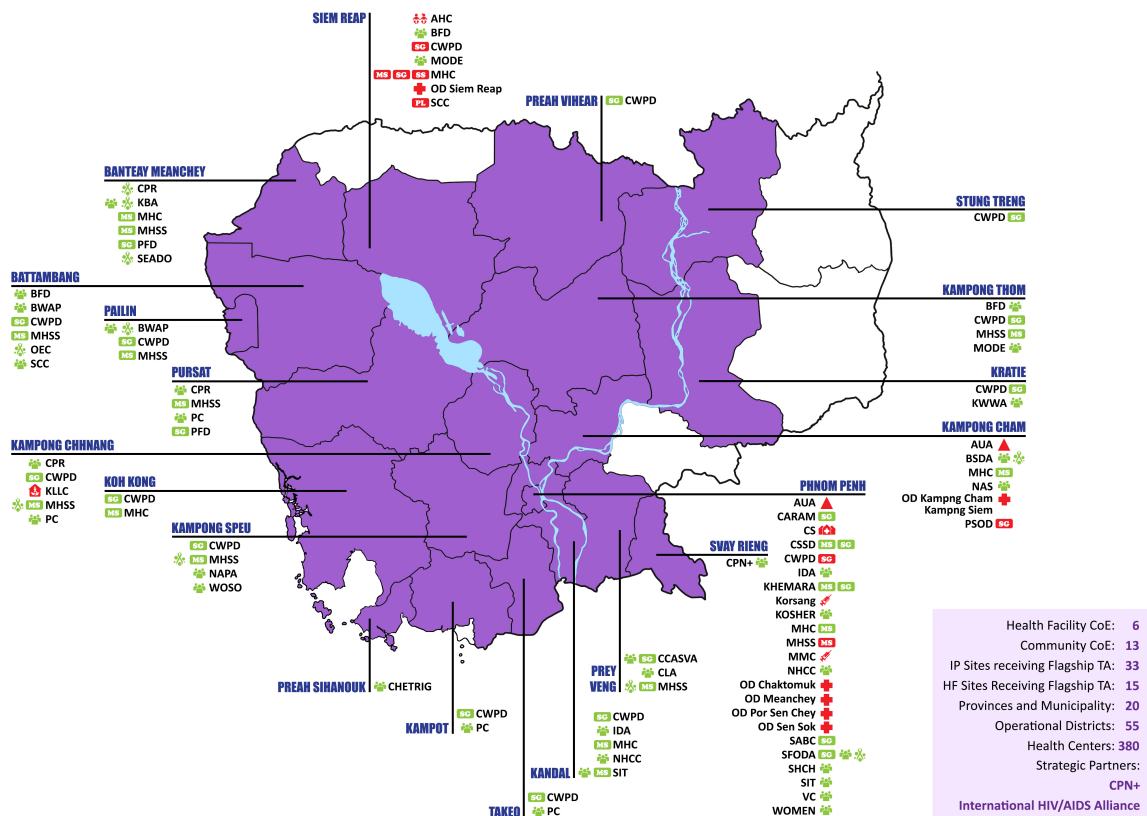 SIEM REAP
AHC
BFD
SG CWPD
MODE
MS SG SS MHC
OD Siem Reap
PL SCC
PREAH VIHEAR
SG CWPD
BANTEAY MEANCHEY
CPR
KBA
MS MHC
MS MHSS
SG PFD
SEADO
STUNG TRENG
CWPD SG
BATTAMBANG
BFD
BWAP
SG CWPD
MS MHSS
OEC
SCC
PAILIN
BWAP
SG CWPD
MS MHSS
KAMPONG THOM
BFD
CWPD SG
MHSS MS
MODE
PURSAT
CPR
MS MHSS
PC
SG PFD
KRATIE
CWPD SG
KWWA
KAMPONG CHHNANG
CPR
SG CWPD
KLLC
MS MHSS
PC
KOH KONG
SG CWPD
MS MHC
KAMPONG CHAM
AUA
BSDA
MHC MS
NAS
OD Kampng Cham
Kampng Siem
PSOD SG
KAMPONG SPEU
SG CWPD
MS MHSS
NAPA
WOSO
PHNOM PENH
AUA
CARAM SG
CS
CSSD MS SG
CWPD SG
IDA
KHEMARA MS SG
Korsang
KOSHER
MHC MS
MHSS MS
MMC
NHCC
OD Chaktomuk
OD Meanchey
OD Por Sen Chey
OD Sen Sok
SABC SG
SFODA SG
SHCH
SIT
VC
WOMEN
SVAY RIENG
CPN+
PREAH SIHANOUK
CHETRIG
KAMPOT
SG CWPD
PC
PREY
VENG
SG CCASVA
CLA
MS MHSS
KANDAL
SG CWPD
IDA
MS MHC
NHCC
MS SIT
TAKEO
SG CWPD
PC
Health Facility CoE: 6
Community CoE: 13
IP Sites receiving Flagship TA: 33
HF Sites Receiving Flagship TA: 15
Provinces and Municipality: 20
Operational Districts: 55
Health Centers: 380
Strategic Partners:
CPN+
International HIV/AIDS Alliance